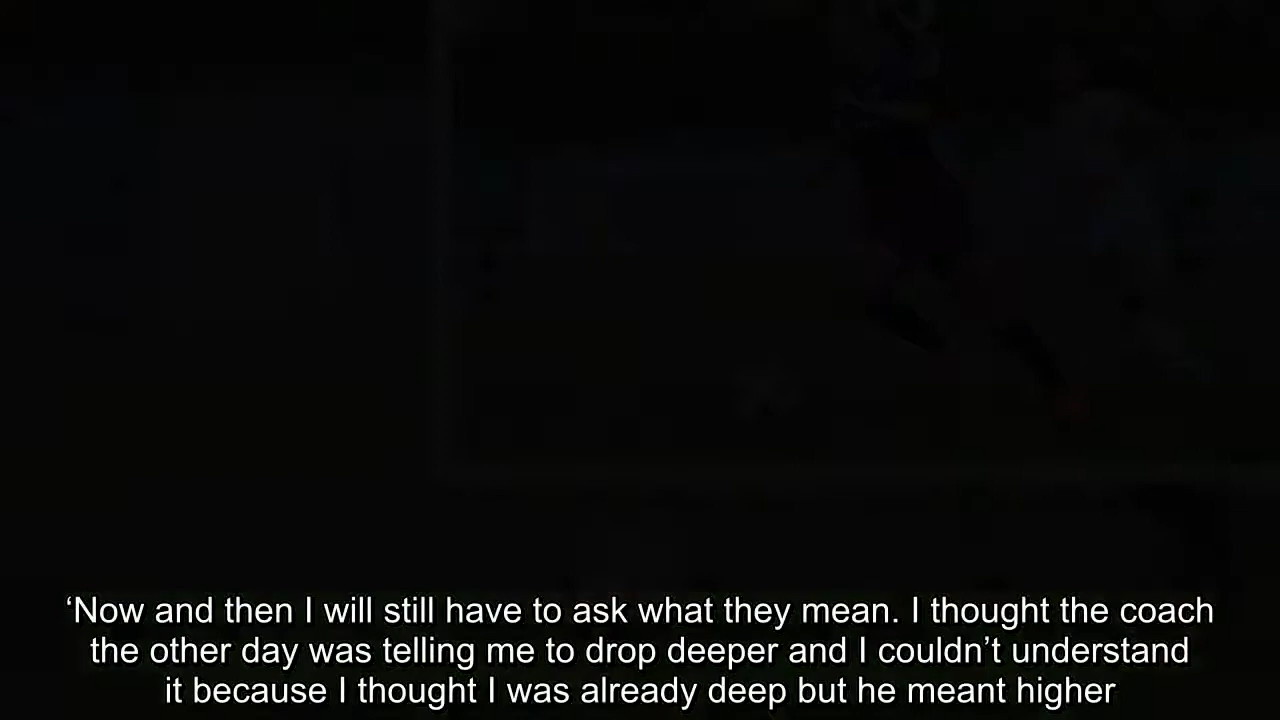 ‘Now and then I will still have to ask what they mean. I thought the coach
the other day was telling me to drop deeper and I couldn’t understand
it because I thought I was already deep but he meant higher